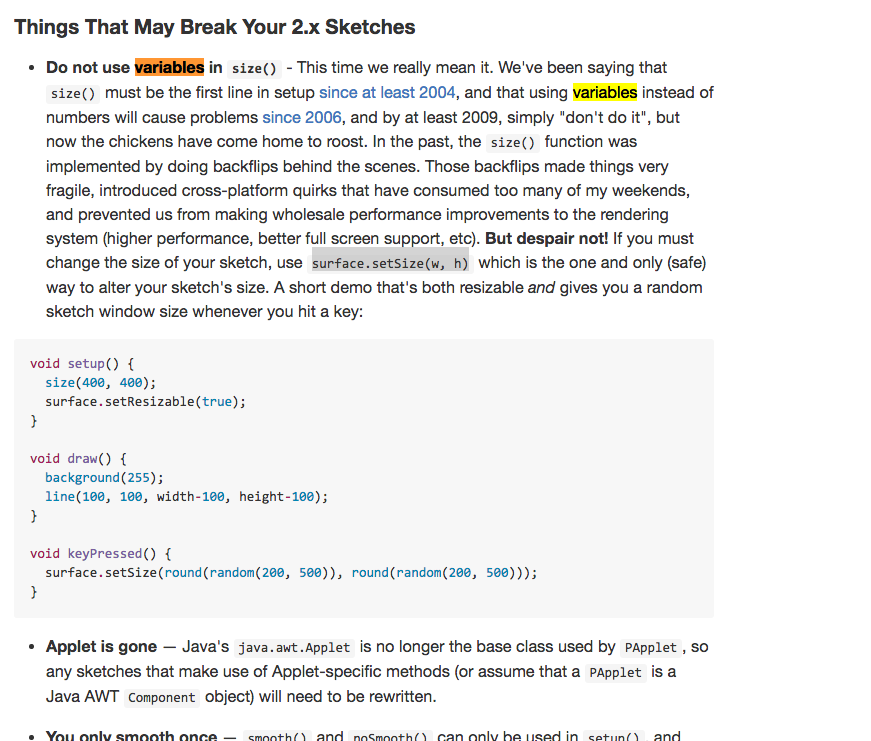 Things That May Break Your 2.x Sketches
• Do not use variables in size() - This time we really mean it. We've been saying that
size() must be the first line in setup since at least 2004, and that using variables instead of
numbers will cause problems since 2006, and by at least 2009, simply "don't do it", but
now the chickens have come home to roost. In the past, the size() function was
implemented by doing backflips behind the scenes. Those backflips made things very
fragile, introduced cross-platform quirks that have consumed too many of my weekends,
and prevented us from making wholesale performance improvements to the rendering
system (higher performance, better full screen support, etc). But despair not! If you must
change the size of your sketch, use surface.setSize(w, h) which is the one and only (safe)
way to alter your sketch's size. A short demo that's both resizable and gives you a random
sketch window size whenever you hit a key:
void setup() {
  size(400, 400);
  surface.setResizable(true);
}
void draw() {
  background(255);
  line(100, 100, width-100, height-100);
}
void keyPressed() {
  surface.setSize(round(random(200, 500)), round(random(200, 500)));
}
• Applet is gone — Java's java.awt.Applet is no longer the base class used by PApplet, so
any sketches that make use of Applet-specific methods (or assume that a PApplet is a
Java AWT Component object) will need to be rewritten.
• You only smooth once — smooth() and noSmooth() can only be used in setup(), and